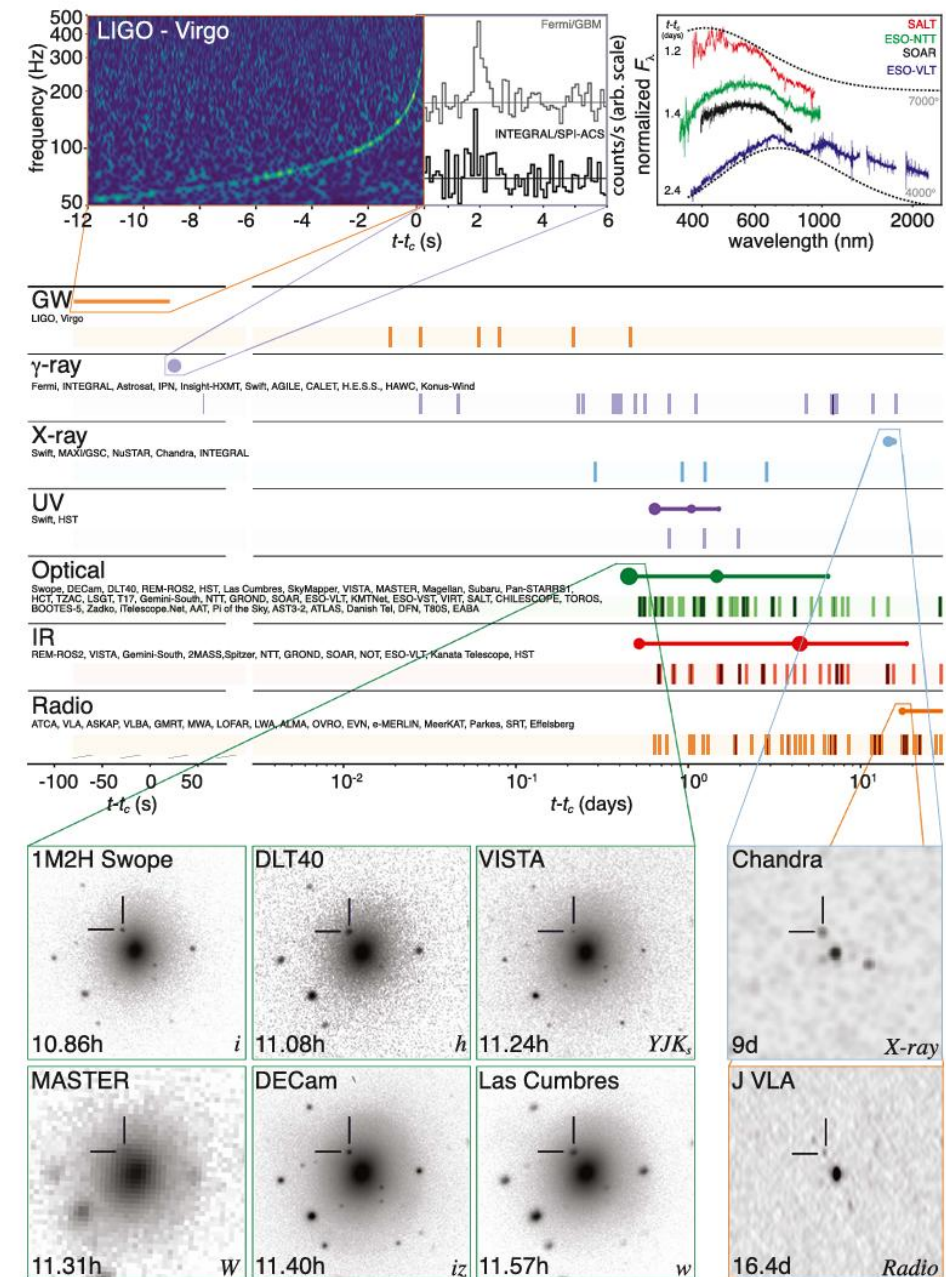 LIGO - Virgo
frequency (Hz)
500
400
300
200
100
50
-12 -10 -8 -6 -4 -2 0 2 4 6
t-tc (s)
Fermi/GBM
INTEGRAL/SPI-ACS
counts/s (arb. scale)
normalized Fλ
t-tc
(days)
1.2
1.4
2.4
SALT
ESO-NTT
SOAR
ESO-VLT
7000°
4000°
400 600 1000 2000
wavelength (nm)
GW
LIGO, Virgo
γ-ray
Fermi, INTEGRAL, Astrosat, IPN, Insight-HXMT, Swift, AGILE, CALET, H.E.S.S., HAWC, Konus-Wind
X-ray
Swift, MAXI/GSC, NuSTAR, Chandra, INTEGRAL
UV
Swift, HST
Optical
Swope, DECam, DLT40, REM-ROS2, HST, Las Cumbres, SkyMapper, VISTA, MASTER, Magellan, Subaru, Pan-STARRS1,
HCT, TZAC, LSGT, T17, Gemini-South, NTT, GROND, SOAR, ESO-VLT, KMTNet, ESO-VST, VIRT, SALT, CHILESCOPE, TOROS,
BOOTES-5, Zadko, iTelescope.Net, AAT, Pi of the Sky, AST3-2, ATLAS, Danish Tel, DFN, T80S, EABA
IR
REM-ROS2, VISTA, Gemini-South, 2MASS,Spitzer, NTT, GROND, SOAR, NOT, ESO-VLT, Kanata Telescope, HST
Radio
ATCA, VLA, ASKAP, VLBA, GMRT, MWA, LOFAR, LWA, ALMA, OVRO, EVN, e-MERLIN, MeerKAT, Parkes, SRT, Effelsberg
-100 -50 0 50 10⁻² 10⁻¹ 10⁰ 10¹
t-tc (s) t-tc (days)
1M2H Swope
10.86h i
DLT40
11.08h h
VISTA
11.24h YJKs
Chandra
9d X-ray
MASTER
11.31h W
DECam
11.40h iz
Las Cumbres
11.57h w
J VLA
16.4d Radio